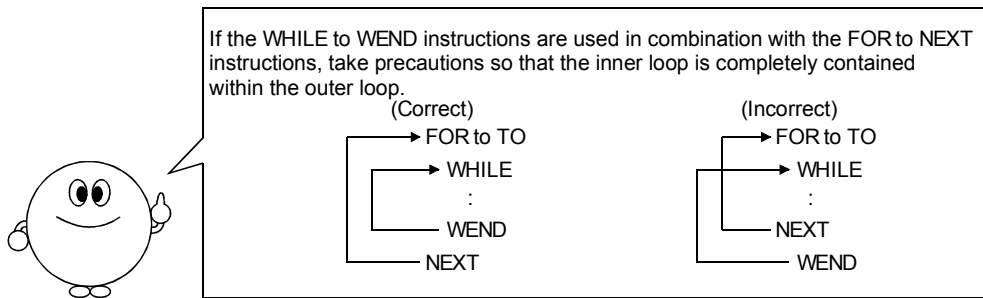 If the WHILE to WEND instructions are used in combination with the FOR to NEXT
instructions, take precautions so that the inner loop is completely contained
within the outer loop.
(Correct)
FOR to TO
WHILE
:
WEND
NEXT
(Incorrect)
FOR to TO
WHILE
:
NEXT
WEND